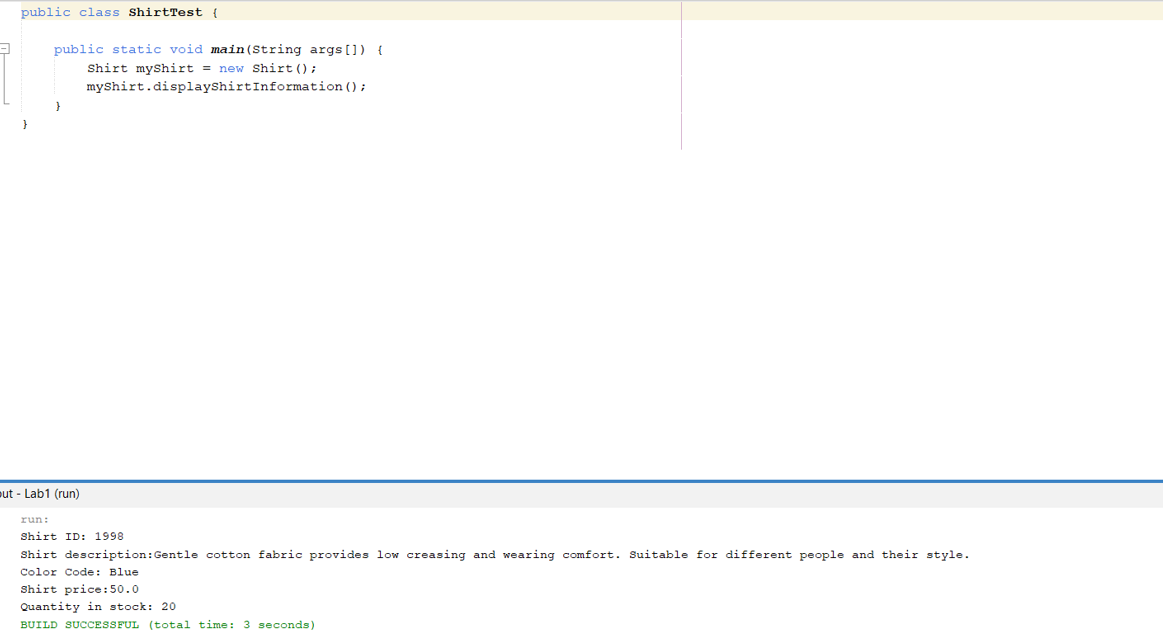 public class ShirtTest {
public static void main(String args[]) {
Shirt myShirt = new Shirt();
myShirt.displayShirtInformation();
}
}
out - Lab1 (run)
run:
Shirt ID: 1998
Shirt description:Gentle cotton fabric provides low creasing and wearing comfort. Suitable for different people and their style.
Color Code: Blue
Shirt price:50.0
Quantity in stock: 20
BUILD SUCCESSFUL (total time: 3 seconds)